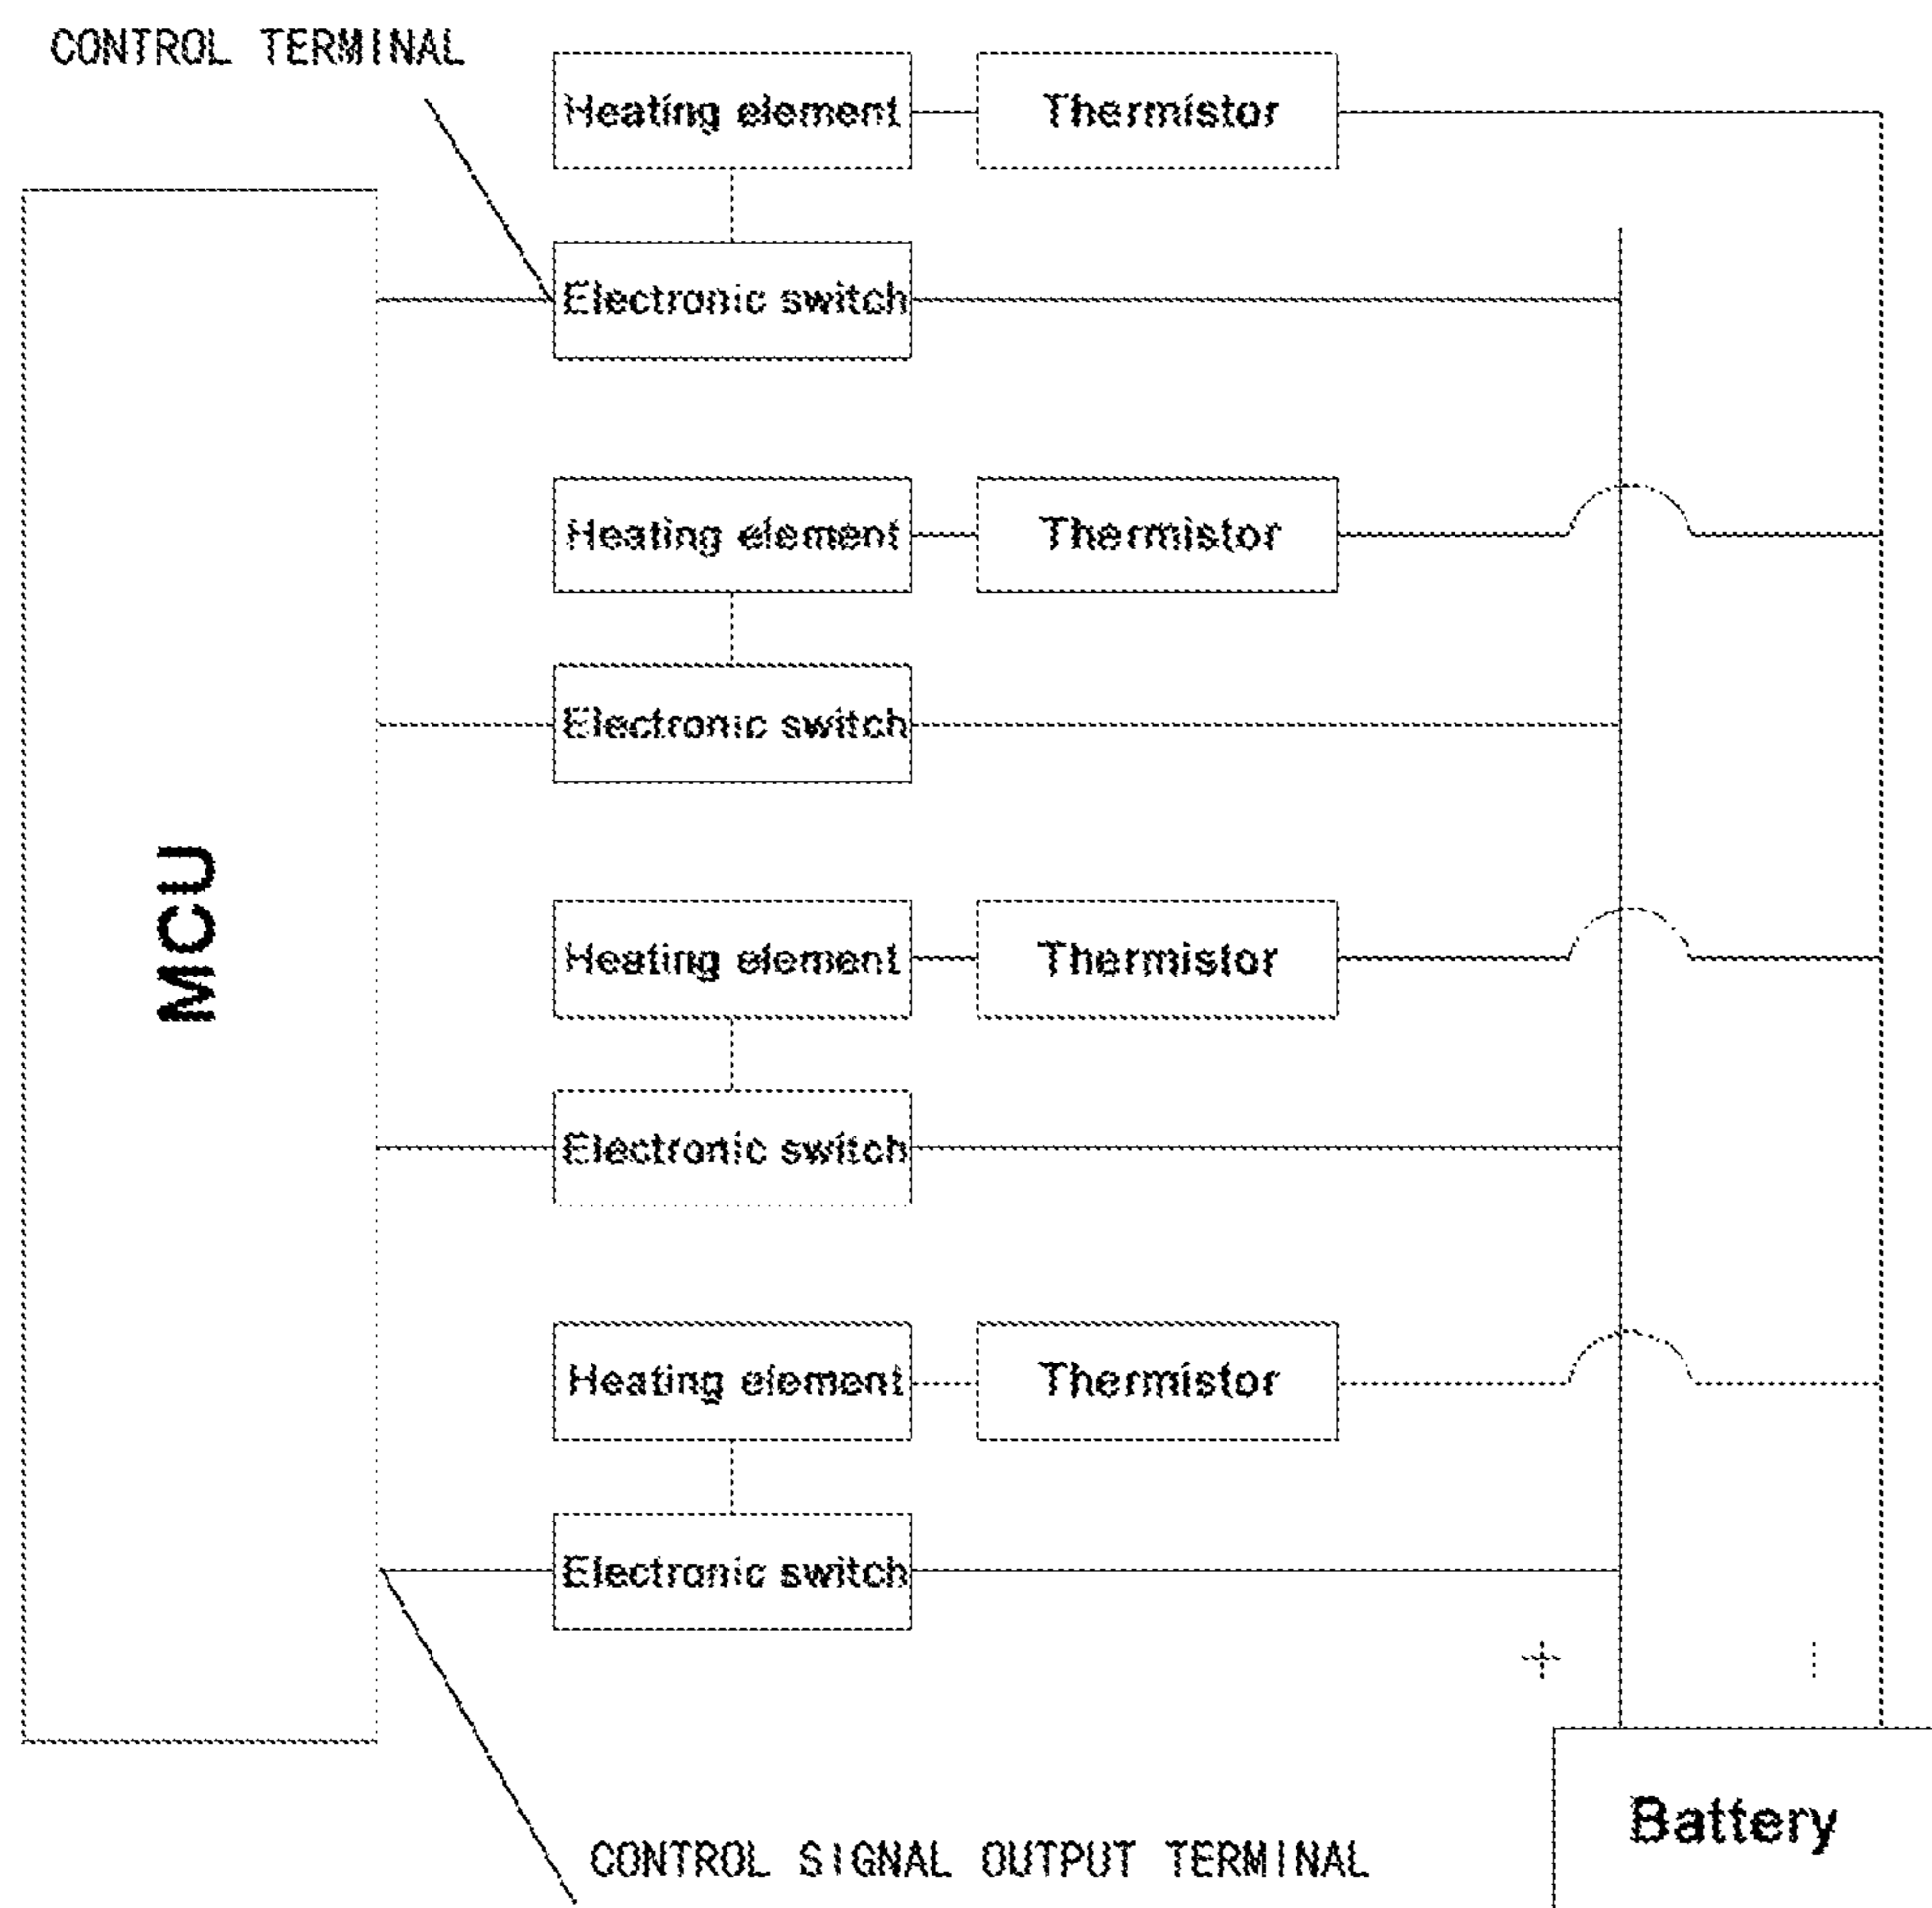 CONTROL TERMINAL
Heating element
Thermistor
Electronic switch
Heating element
Thermistor
Electronic switch
MCU
Heating element
Thermistor
Electronic switch
Heating element
Thermistor
Electronic switch
+
Battery
CONTROL SIGNAL OUTPUT TERMINAL